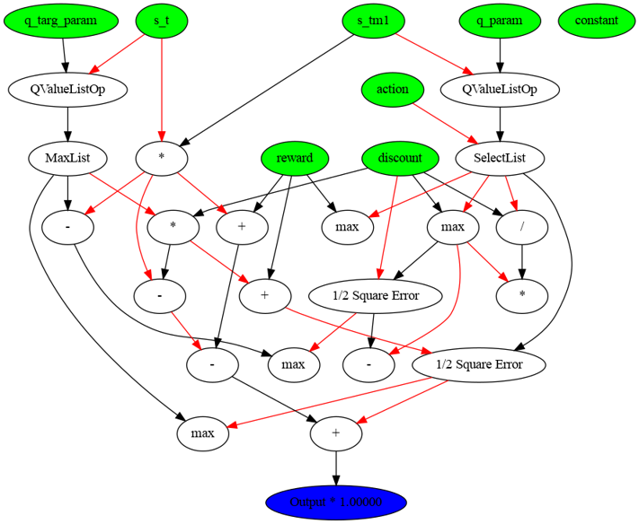 q_targ_param s_t s_tm1 q_param constant
QValueListOp action QValueListOp
MaxList * reward discount SelectList
- * + max max /
- + 1/2 Square Error *
- max - 1/2 Square Error
max +
Output * 1.00000